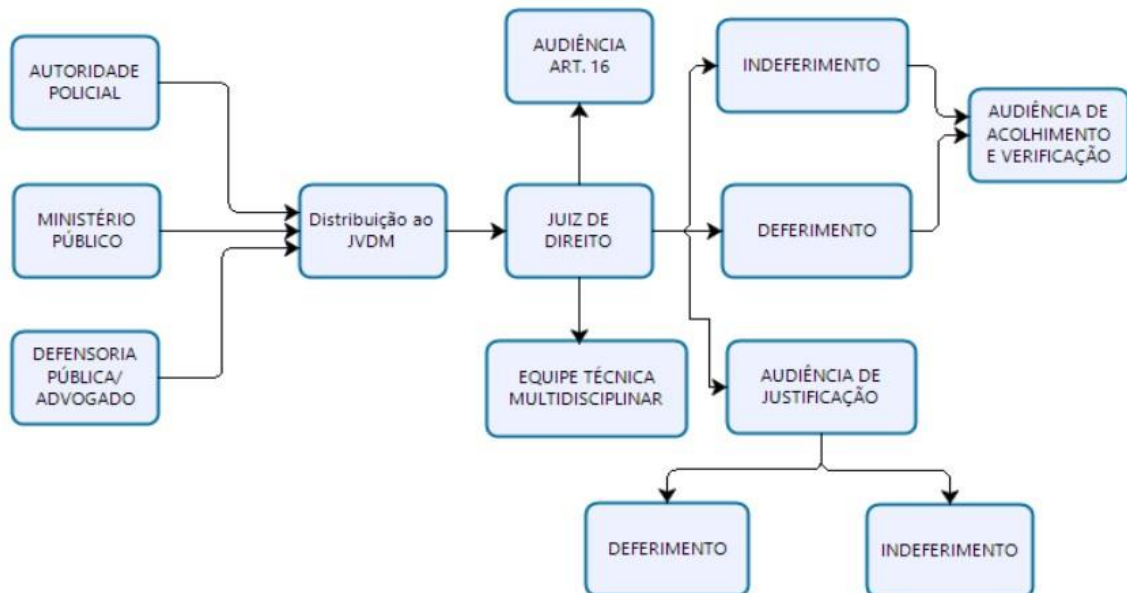 AUTORIDADE
POLICIAL
MINISTÉRIO
PÚBLICO
DEFENSORIA
PÚBLICA/
ADVOGADO
Distribuição ao
JVDM
AUDIÊNCIA
ART. 16
JUIZ DE
DIREITO
EQUIPE TÉCNICA
MULTIDISCIPLINAR
INDEFERIMENTO
DEFERIMENTO
AUDIÊNCIA DE
JUSTIFICAÇÃO
AUDIÊNCIA DE
ACOLHIMENTO
E VERIFICAÇÃO
DEFERIMENTO
INDEFERIMENTO